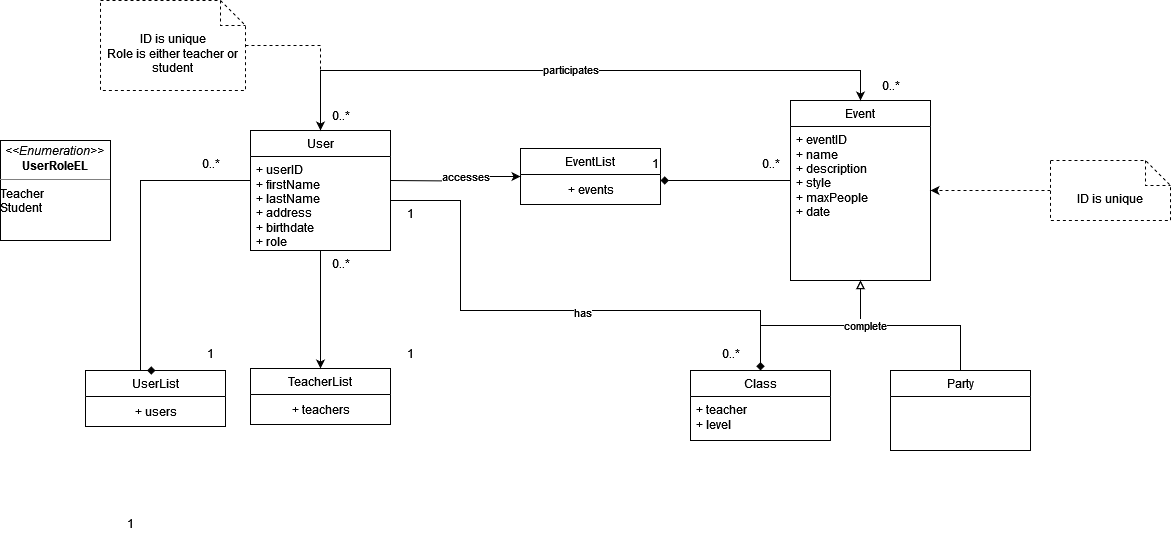 ID is unique
Role is either teacher or
student
participates
0..*
0..*
<<Enumeration>>
UserRoleEL
Teacher
Student
0..*
User
+ userID
+ firstName
+ lastName
+ address
+ birthdate
+ role
accesses
1
EventList
1
+ events
0..*
Event
+ eventID
+ name
+ description
+ style
+ maxPeople
+ date
ID is unique
0..*
has
complete
1
1
0..*
UserList
+ users
TeacherList
+ teachers
Class
+ teacher
+ level
Party
1